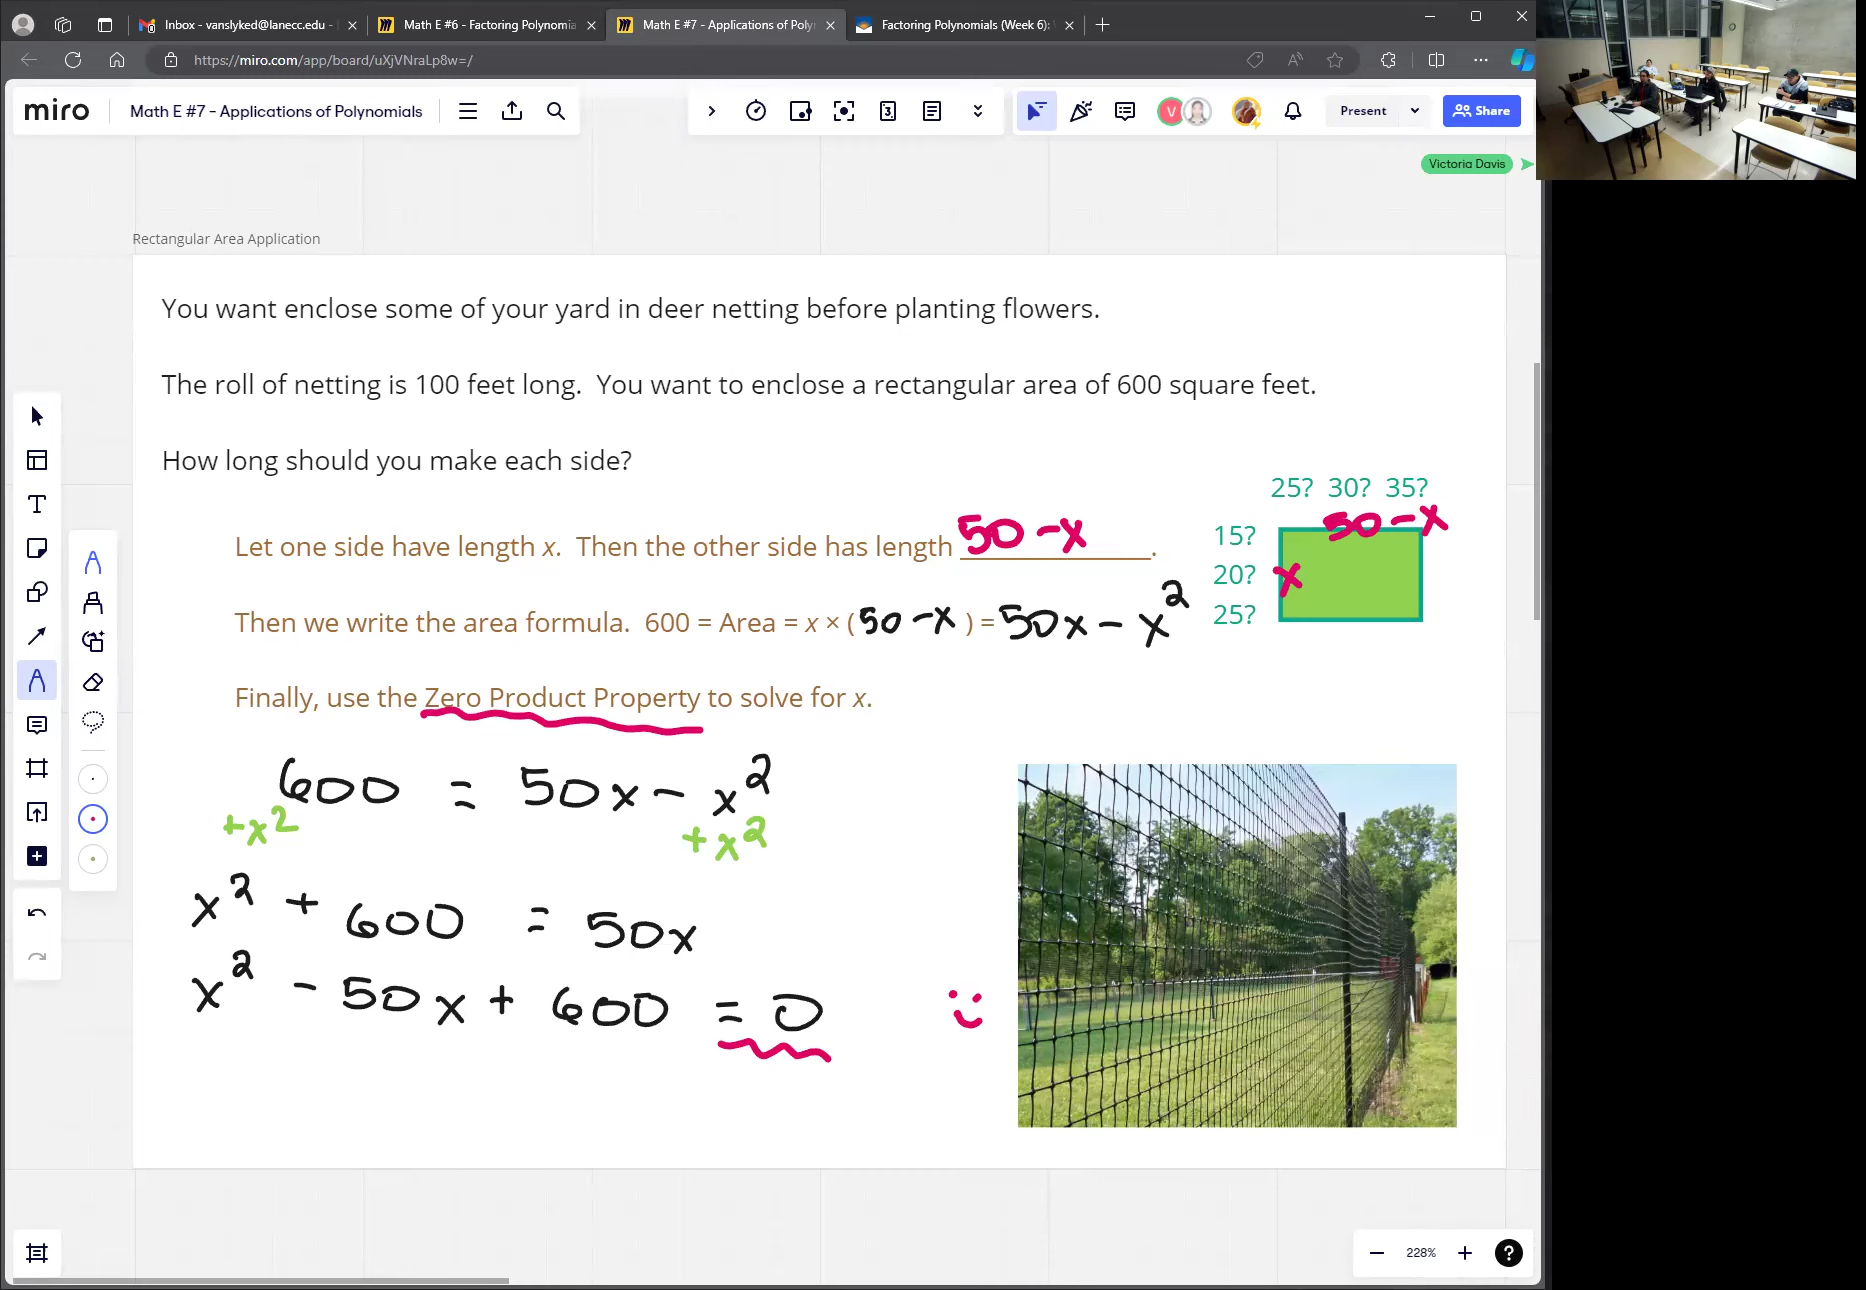 Inbox - vanslyked@lanecc.edu -
Math E #6 - Factoring Polynomia
Math E #7 - Applications of Poly
Factoring Polynomials (Week 6):
https://miro.com/app/board/uXjVNraLp8w=/
miro
Math E #7 - Applications of Polynomials
3
V
Present
Share
Victoria Davis
Rectangular Area Application
You want enclose some of your yard in deer netting before planting flowers.
The roll of netting is 100 feet long. You want to enclose a rectangular area of 600 square feet.
How long should you make each side?
25? 30? 35?
Let one side have length x. Then the other side has length 50 - x.
15? 50 - x
20? x
25?
Then we write the area formula. 600 = Area = x × (50 - x) = 50x - x²
Finally, use the Zero Product Property to solve for x.
600 = 50x - x²
+x² +x²
x² + 600 = 50x
x² - 50x + 600 = 0
228%